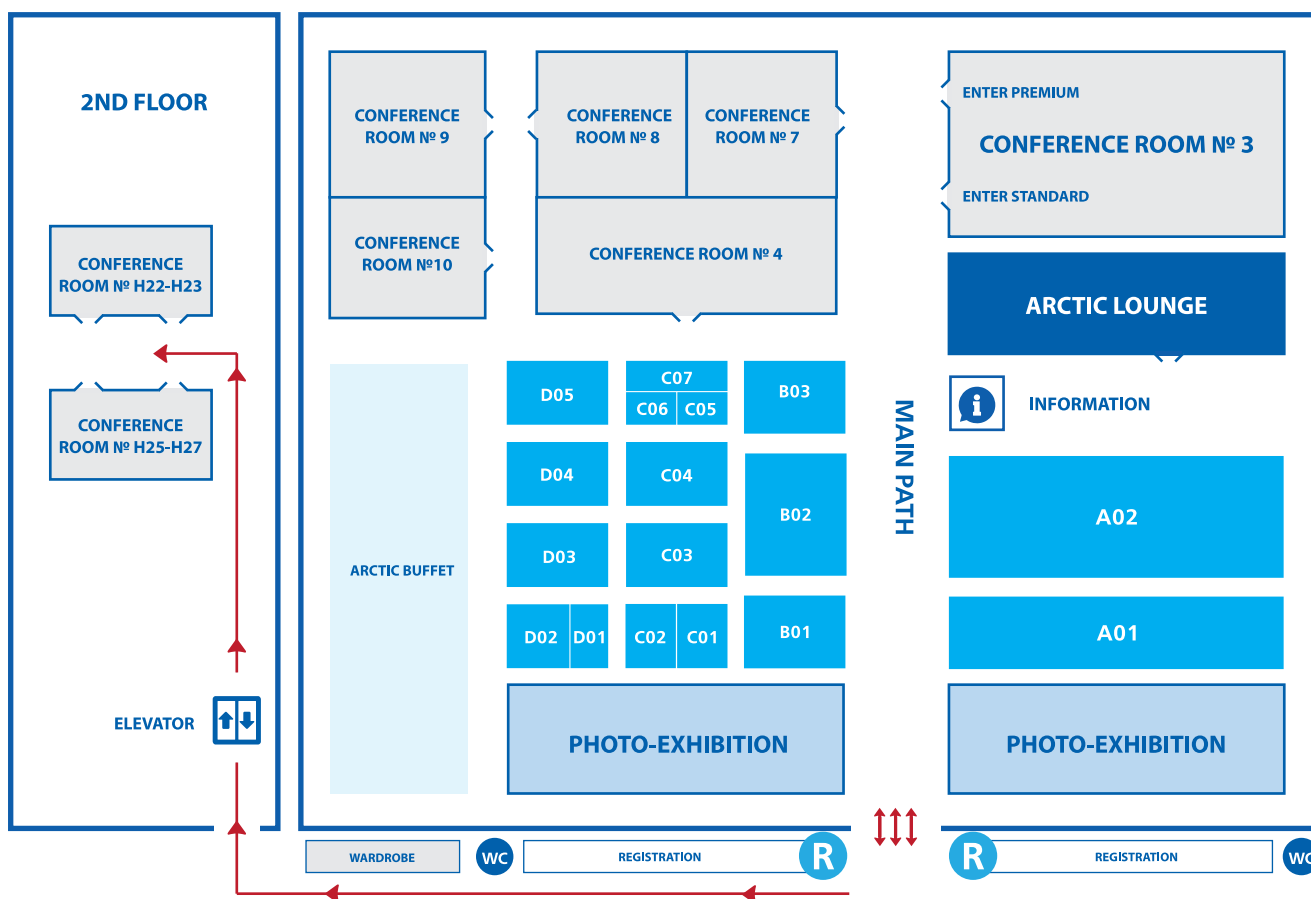 2ND FLOOR
CONFERENCE
ROOM № H22-H23
CONFERENCE
ROOM № H25-H27
ELEVATOR
CONFERENCE
ROOM № 9
CONFERENCE
ROOM № 8
CONFERENCE
ROOM № 7
CONFERENCE
ROOM №10
CONFERENCE ROOM № 4
ENTER PREMIUM
CONFERENCE ROOM № 3
ENTER STANDARD
ARCTIC LOUNGE
i
INFORMATION
MAIN PATH
ARCTIC BUFFET
D05
C07
C06
C05
B03
D04
C04
B02
D03
C03
D02
D01
C02
C01
B01
A02
A01
PHOTO-EXHIBITION
PHOTO-EXHIBITION
WARDROBE
WC
REGISTRATION
R
R
REGISTRATION
WC